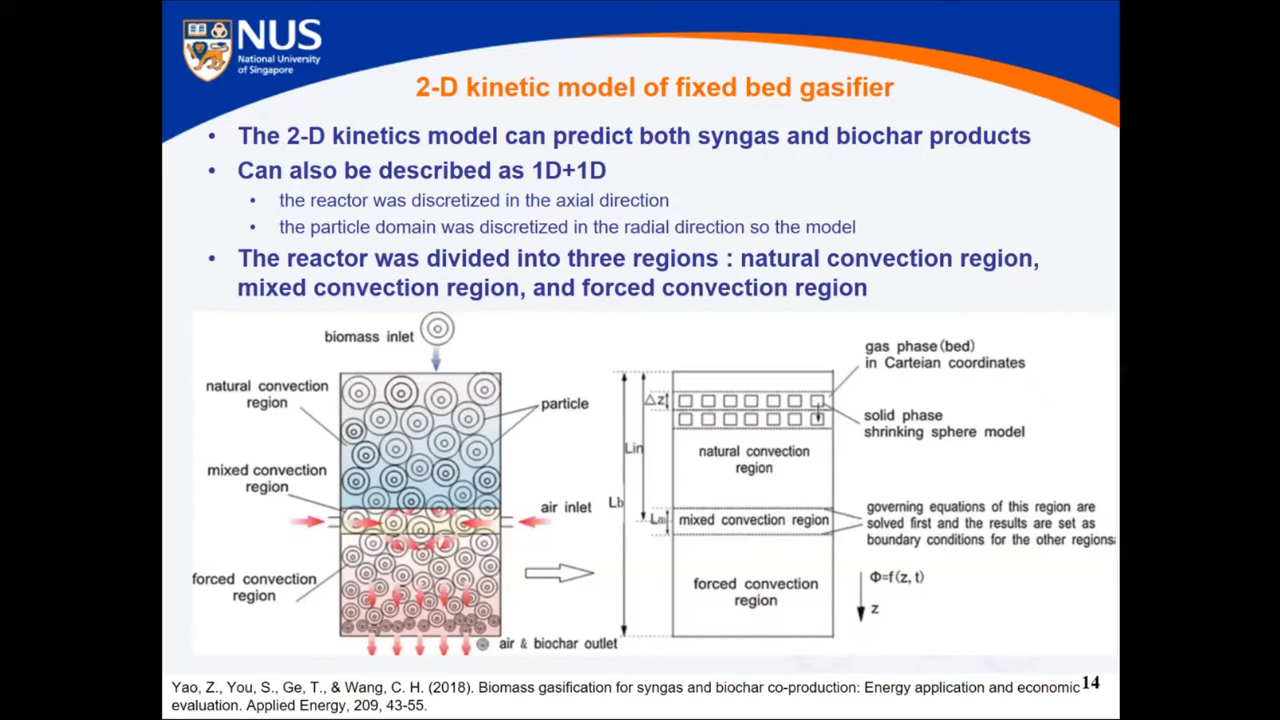 NUS
National University
of Singapore
2-D kinetic model of fixed bed gasifier
• The 2-D kinetics model can predict both syngas and biochar products
• Can also be described as 1D+1D
• the reactor was discretized in the axial direction
• the particle domain was discretized in the radial direction so the model
• The reactor was divided into three regions : natural convection region,
mixed convection region, and forced convection region
biomass inlet
natural convection
region
particle
mixed convection
region
air inlet
forced convection
region
air & biochar outlet
gas phase(bed)
in Carteian coordinates
△z
solid phase
shrinking sphere model
Lin
natural convection
region
Lb
Lm
mixed convection region
governing equations of this region are
solved first and the results are set as
boundary conditions for the other regions
forced convection
region
Φ=f(z, t)
z
Yao, Z., You, S., Ge, T., & Wang, C. H. (2018). Biomass gasification for syngas and biochar co-production: Energy application and economic
evaluation. Applied Energy, 209, 43-55.
14